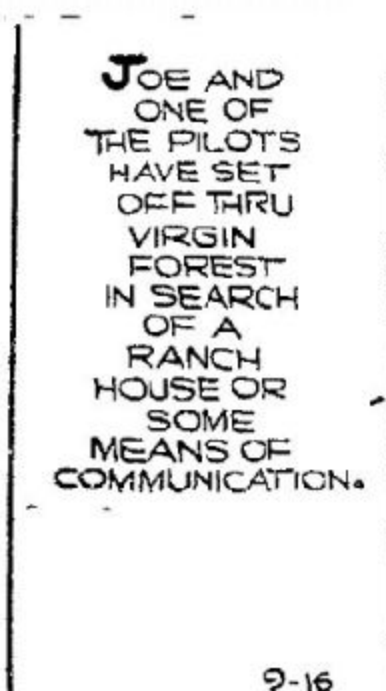 JOE AND
ONE OF
THE PILOTS
HAVE SET
OFF THRU
VIRGIN
FOREST
IN SEARCH
OF A
RANCH
HOUSE OR
SOME
MEANS OF
COMMUNICATION.
9-16